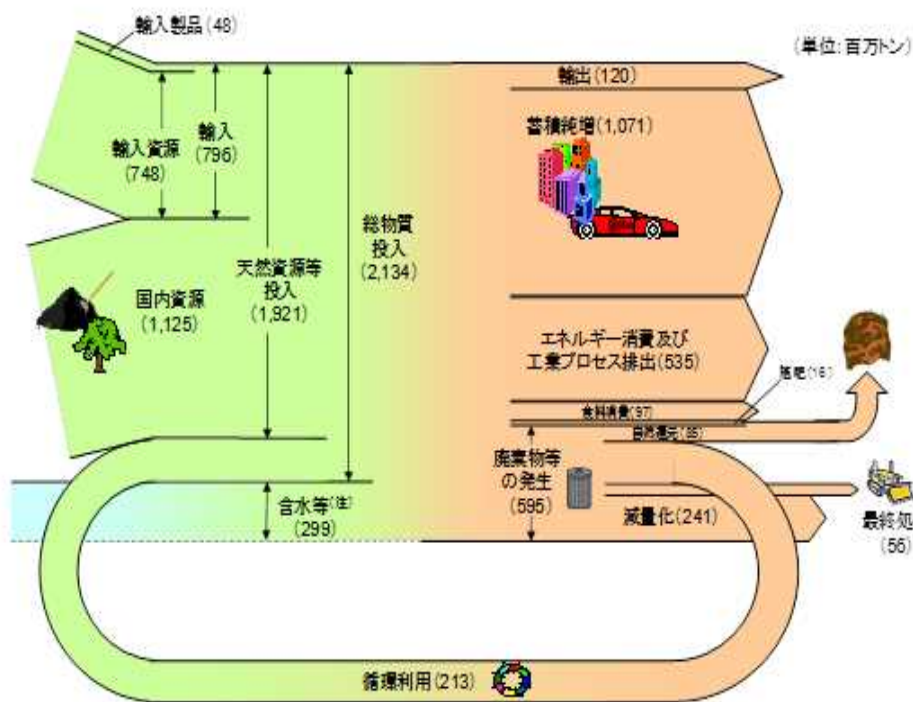 輸入製品(48)
(単位:百万トン)
輸出(120)
蓄積純増(1,071)
輸入
(796)
輸入資源
(748)
総物質
投入
(2,134)
天然資源等
投入
(1,921)
国内資源
(1,125)
エネルギー消費及び
工業プロセス排出(535)
施肥(16)
食料消費(97)
自然還元(85)
廃棄物等
の発生
(595)
含水等(注)
(299)
減量化(241)
最終処
(56)
循環利用(213)